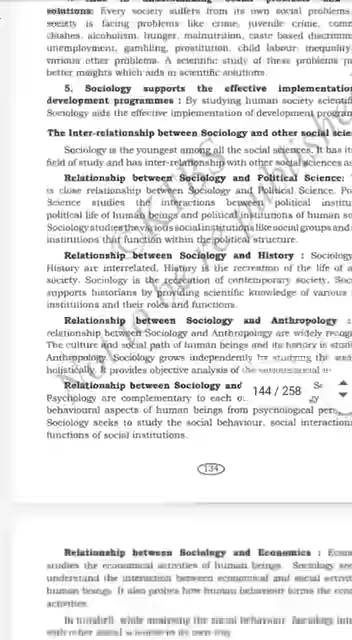 solutions: Every society suffers from its own social problems.
society is facing problems like crime, juvenile crime, comm
clashes, alcoholism, hunger, malnutrition, caste based discrimin
unemployment, gambling, prostitution, child labour, inequality
various other problems. A scientific study of these problems
better insights which aids in scientific solutions.
5. Sociology supports the effective implementation
development programmes : By studying human society scientif
Sociology aids the effective implementation of development program
The Inter-relationship between Sociology and other social scie
Sociology is the youngest among all the social sciences. It has it
field of study and has inter-relationship with other social sciences as
Relationship between Sociology and Political Science:
is close relationship between Sociology and Political Science. Po
Science studies the interactions between political institu
political life of human beings and political institutions of human so
Sociology studies the various social institutions like social groups and
institutions that function within the political structure.
Relationship between Sociology and History : Sociology
History are interrelated. History is the recreation of the life of a
society. Sociology is the recreation of contemporary society. Soc
supports historians by providing scientific knowledge of various
institutions and their roles and functions.
Relationship between Sociology and Anthropology :
relationship between Sociology and Anthropology are widely recog
The culture and social path of human beings and its history is studi
Anthropology. Sociology grows independently by studying the
holistically. It provides objective analysis of the various social
Relationship between Sociology and
Psychology are complementary to each
behavioural aspects of human beings from psychological pers
Sociology seeks to study the social behaviour, social interaction
functions of social institutions.
144 / 258
134
Relationship between Sociology and Economics : Econ
studies the economical activities of human beings. Sociology see
understand the interaction between economical and social activit
human beings. It also probes how human behaviour forms the econ
activities.
In nutshell while analysing the social behaviour